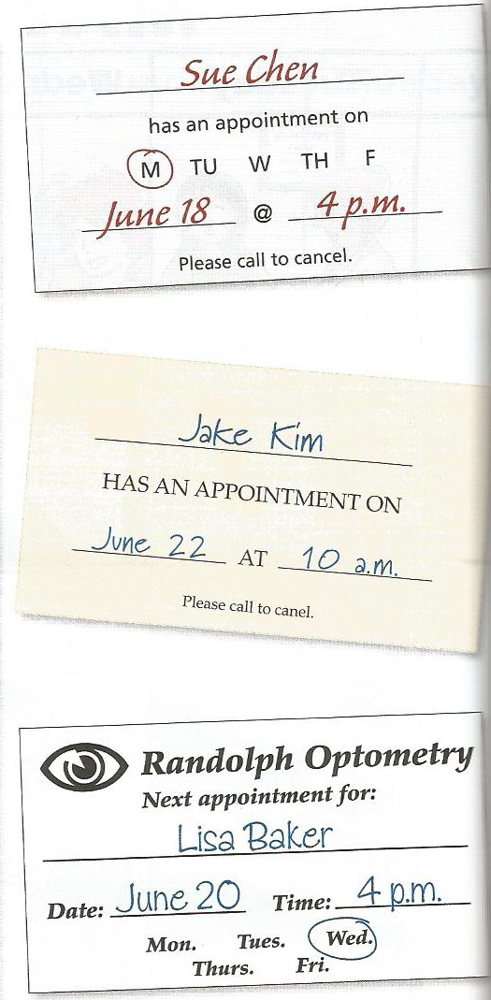 Sue Chen
has an appointment on
M TU W TH F
June 18 @ 4 p.m.
Please call to cancel.
Jake Kim
HAS AN APPOINTMENT ON
June 22 AT 10 a.m.
Please call to canel.
Randolph Optometry
Next appointment for:
Lisa Baker
Date: June 20 Time: 4 p.m.
Mon. Tues. Wed.
Thurs. Fri.